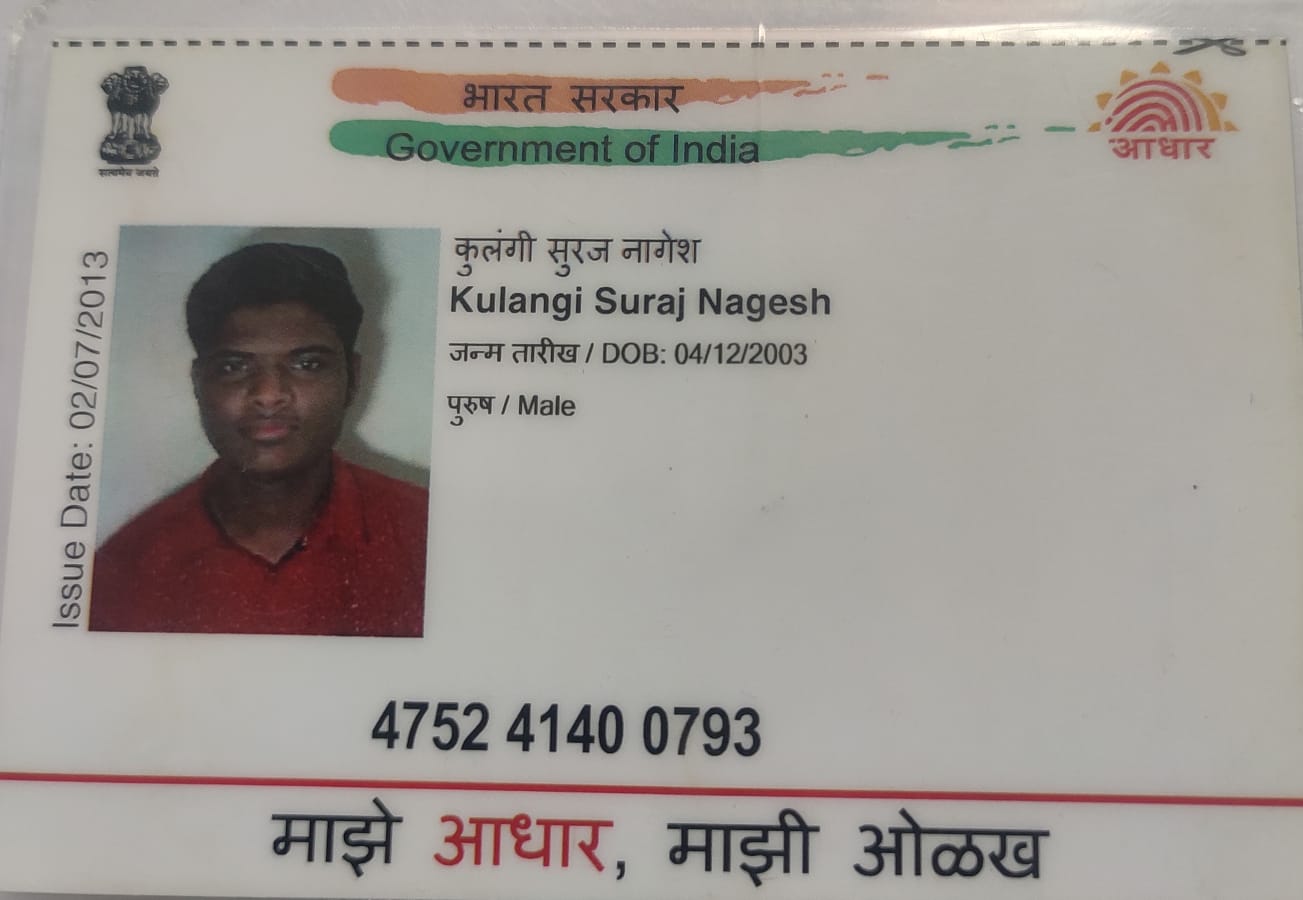 भारत सरकार
Government of India
आधार
सत्यमेव जयते
Issue Date: 02/07/2013
कुलंगी सुरज नागेश
Kulangi Suraj Nagesh
जन्म तारीख / DOB: 04/12/2003
पुरुष / Male
4752 4140 0793
माझे आधार, माझी ओळख